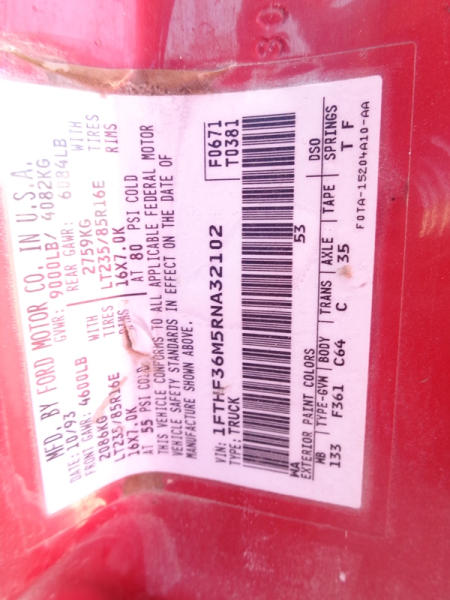 MFD. BY FORD MOTOR CO. IN U.S.A.
DATE: 10/93 GVWR: 9000LB/ 4082KG
FRONT GAWR: 4600LB REAR GAWR: 6084LB
2086KG WITH 2759KG WITH
LT235/85R16E TIRES LT235/85R16E TIRES
16X7.0K RIMS 16X7.0K RIMS
AT 55 PSI COLD AT 80 PSI COLD
THIS VEHICLE CONFORMS TO ALL APPLICABLE FEDERAL MOTOR
VEHICLE SAFETY STANDARDS IN EFFECT ON THE DATE OF
MANUFACTURE SHOWN ABOVE.
VIN: 1FTHF36M5RNA32102 F0671
TYPE: TRUCK T0381
WA 53
EXTERIOR PAINT COLORS DSO
WB TYPE-GVW BODY TRANS AXLE TAPE SPRINGS
133 F361 C64 C 35 T F
F0TA-15204A10-AA